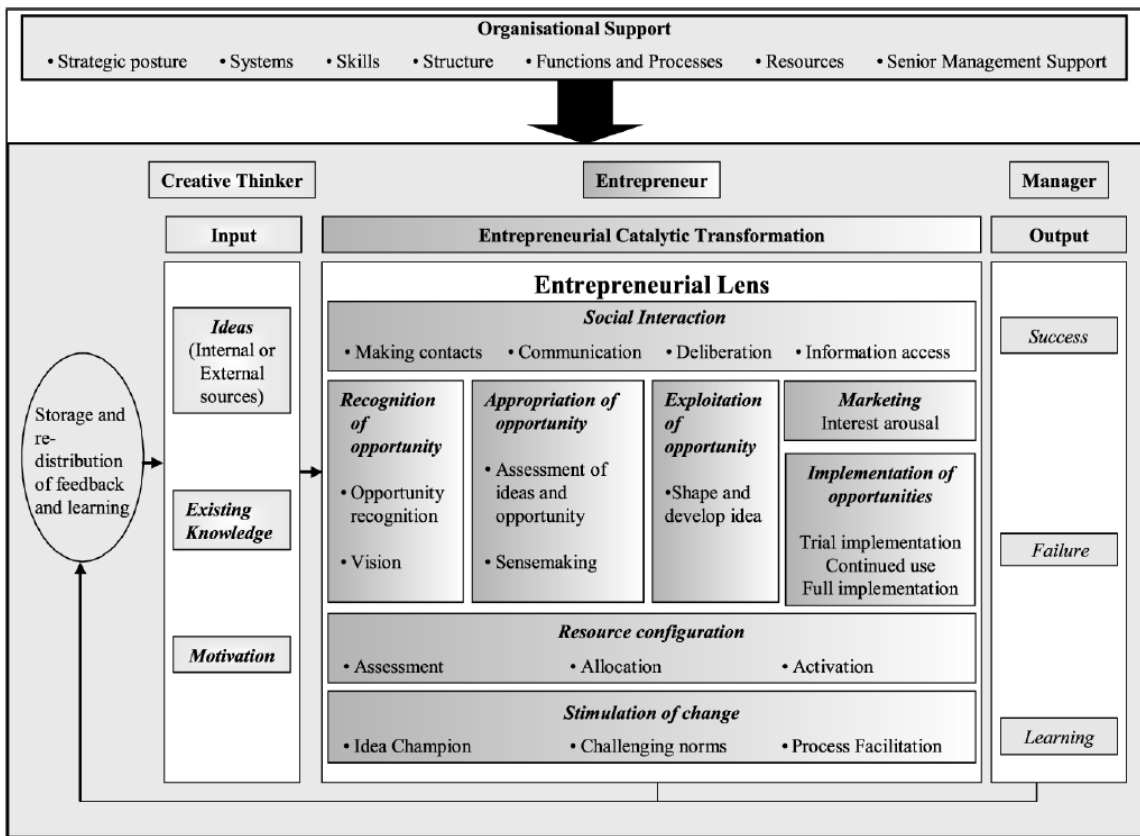 Organisational Support
• Strategic posture • Systems • Skills • Structure • Functions and Processes • Resources • Senior Management Support
Creative Thinker
Entrepreneur
Manager
Input
Entrepreneurial Catalytic Transformation
Output
Storage and
re-
distribution
of feedback
and learning
Ideas
(Internal or
External
sources)
Existing
Knowledge
Motivation
Entrepreneurial Lens
Social Interaction
• Making contacts • Communication • Deliberation • Information access
Recognition
of
opportunity
• Opportunity
recognition
• Vision
Appropriation of
opportunity
• Assessment of
ideas and
opportunity
• Sensemaking
Exploitation
of
opportunity
•Shape and
develop idea
Marketing
Interest arousal
Implementation of
opportunities
Trial implementation
Continued use
Full implementation
Resource configuration
• Assessment • Allocation • Activation
Stimulation of change
• Idea Champion • Challenging norms • Process Facilitation
Success
Failure
Learning